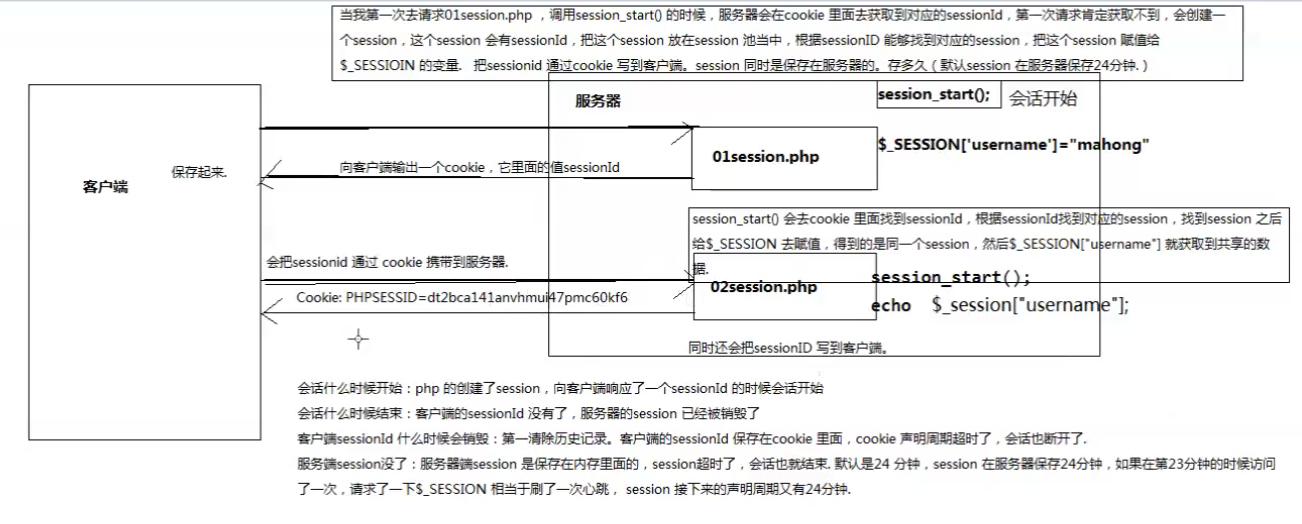 当我第一次去请求01session.php ，调用session_start() 的时候，服务器会在cookie 里面去获取到对应的sessionId，第一次请求肯定获取不到，会创建一
个session，这个session 会有sessionId，把这个session 放在session 池当中，根据sessionID 能够找到对应的session，把这个session 赋值给
$_SESSIOIN 的变量.   把sessionid 通过cookie 写到客户端。session 同时是保存在服务器的。存多久 ( 默认session 在服务器保存24分钟. )
服务器
session_start();
会话开始
01session.php
$_SESSION['username']="mahong"
保存起来.
客户端
向客户端输出一个cookie，它里面的值sessionId
session_start() 会去cookie 里面找到sessionId，根据sessionId找到对应的session，找到session 之后
给$_SESSION 去赋值，得到的是同一个session，然后$_SESSION["username"] 就获取到共享的数
据.
会把sessionid 通过 cookie 携带到服务器.
session_start();
02session.php
Cookie: PHPSESSID=dt2bca141anvhmui47pmc60kf6
echo $_session["username"];
同时还会把sessionID 写到客户端。
会话什么时候开始：php 的创建了session，向客户端响应了一个sessionId 的时候会话开始
会话什么时候结束：客户端的sessionId 没有了，服务器的session 已经被销毁了
客户端sessionId 什么时候会销毁：第一清除历史记录。客户端的sessionId 保存在cookie 里面，cookie 声明周期超时了，会话也断开了.
服务端session没了：服务器端session 是保存在内存里面的，session超时了，会话也就结束. 默认是24 分钟，session 在服务器保存24分钟，如果在第23分钟的时候访问
了一次，请求了一下$_SESSION 相当于刷了一次心跳， session 接下来的声明周期又有24分钟.